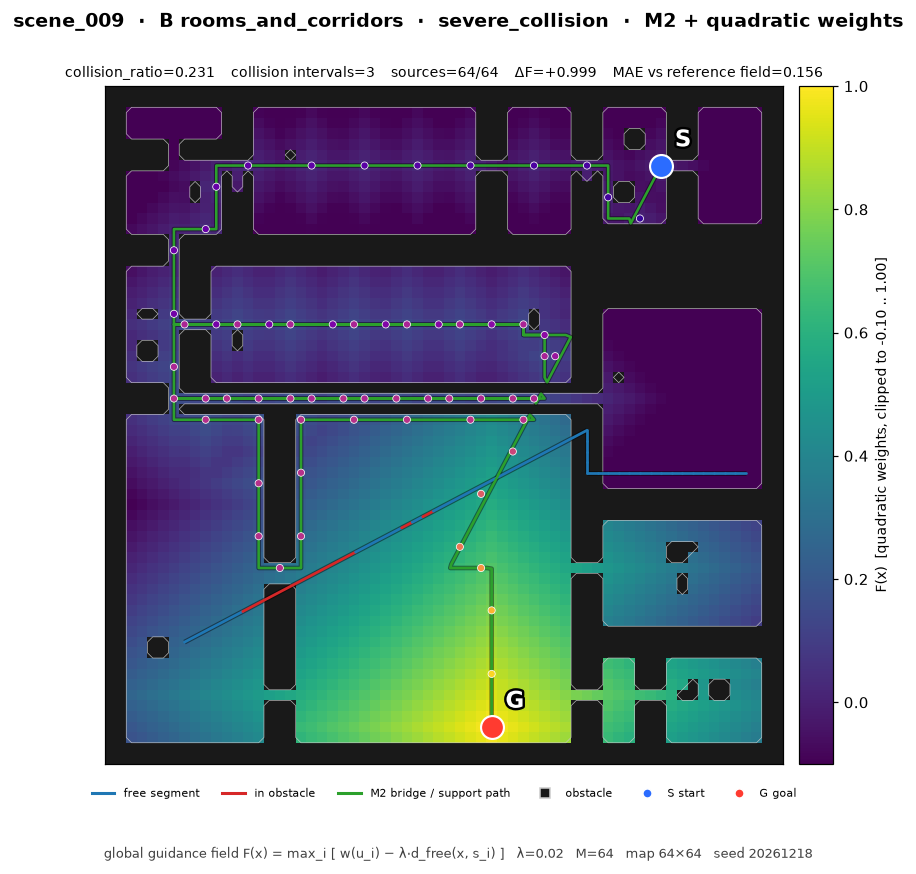 scene_009 · B rooms_and_corridors · severe_collision · M2 + quadratic weights
collision_ratio=0.231 collision intervals=3 sources=64/64 ΔF=+0.999 MAE vs reference field=0.156
S
G
1.0
0.8
0.6
0.4
0.2
0.0
F(x) [quadratic weights, clipped to -0.10 .. 1.00]
free segment
in obstacle
M2 bridge / support path
obstacle
S start
G goal
global guidance field F(x) = max_i [ w(u_i) − λ·d_free(x, s_i) ] λ=0.02 M=64 map 64×64 seed 20261218